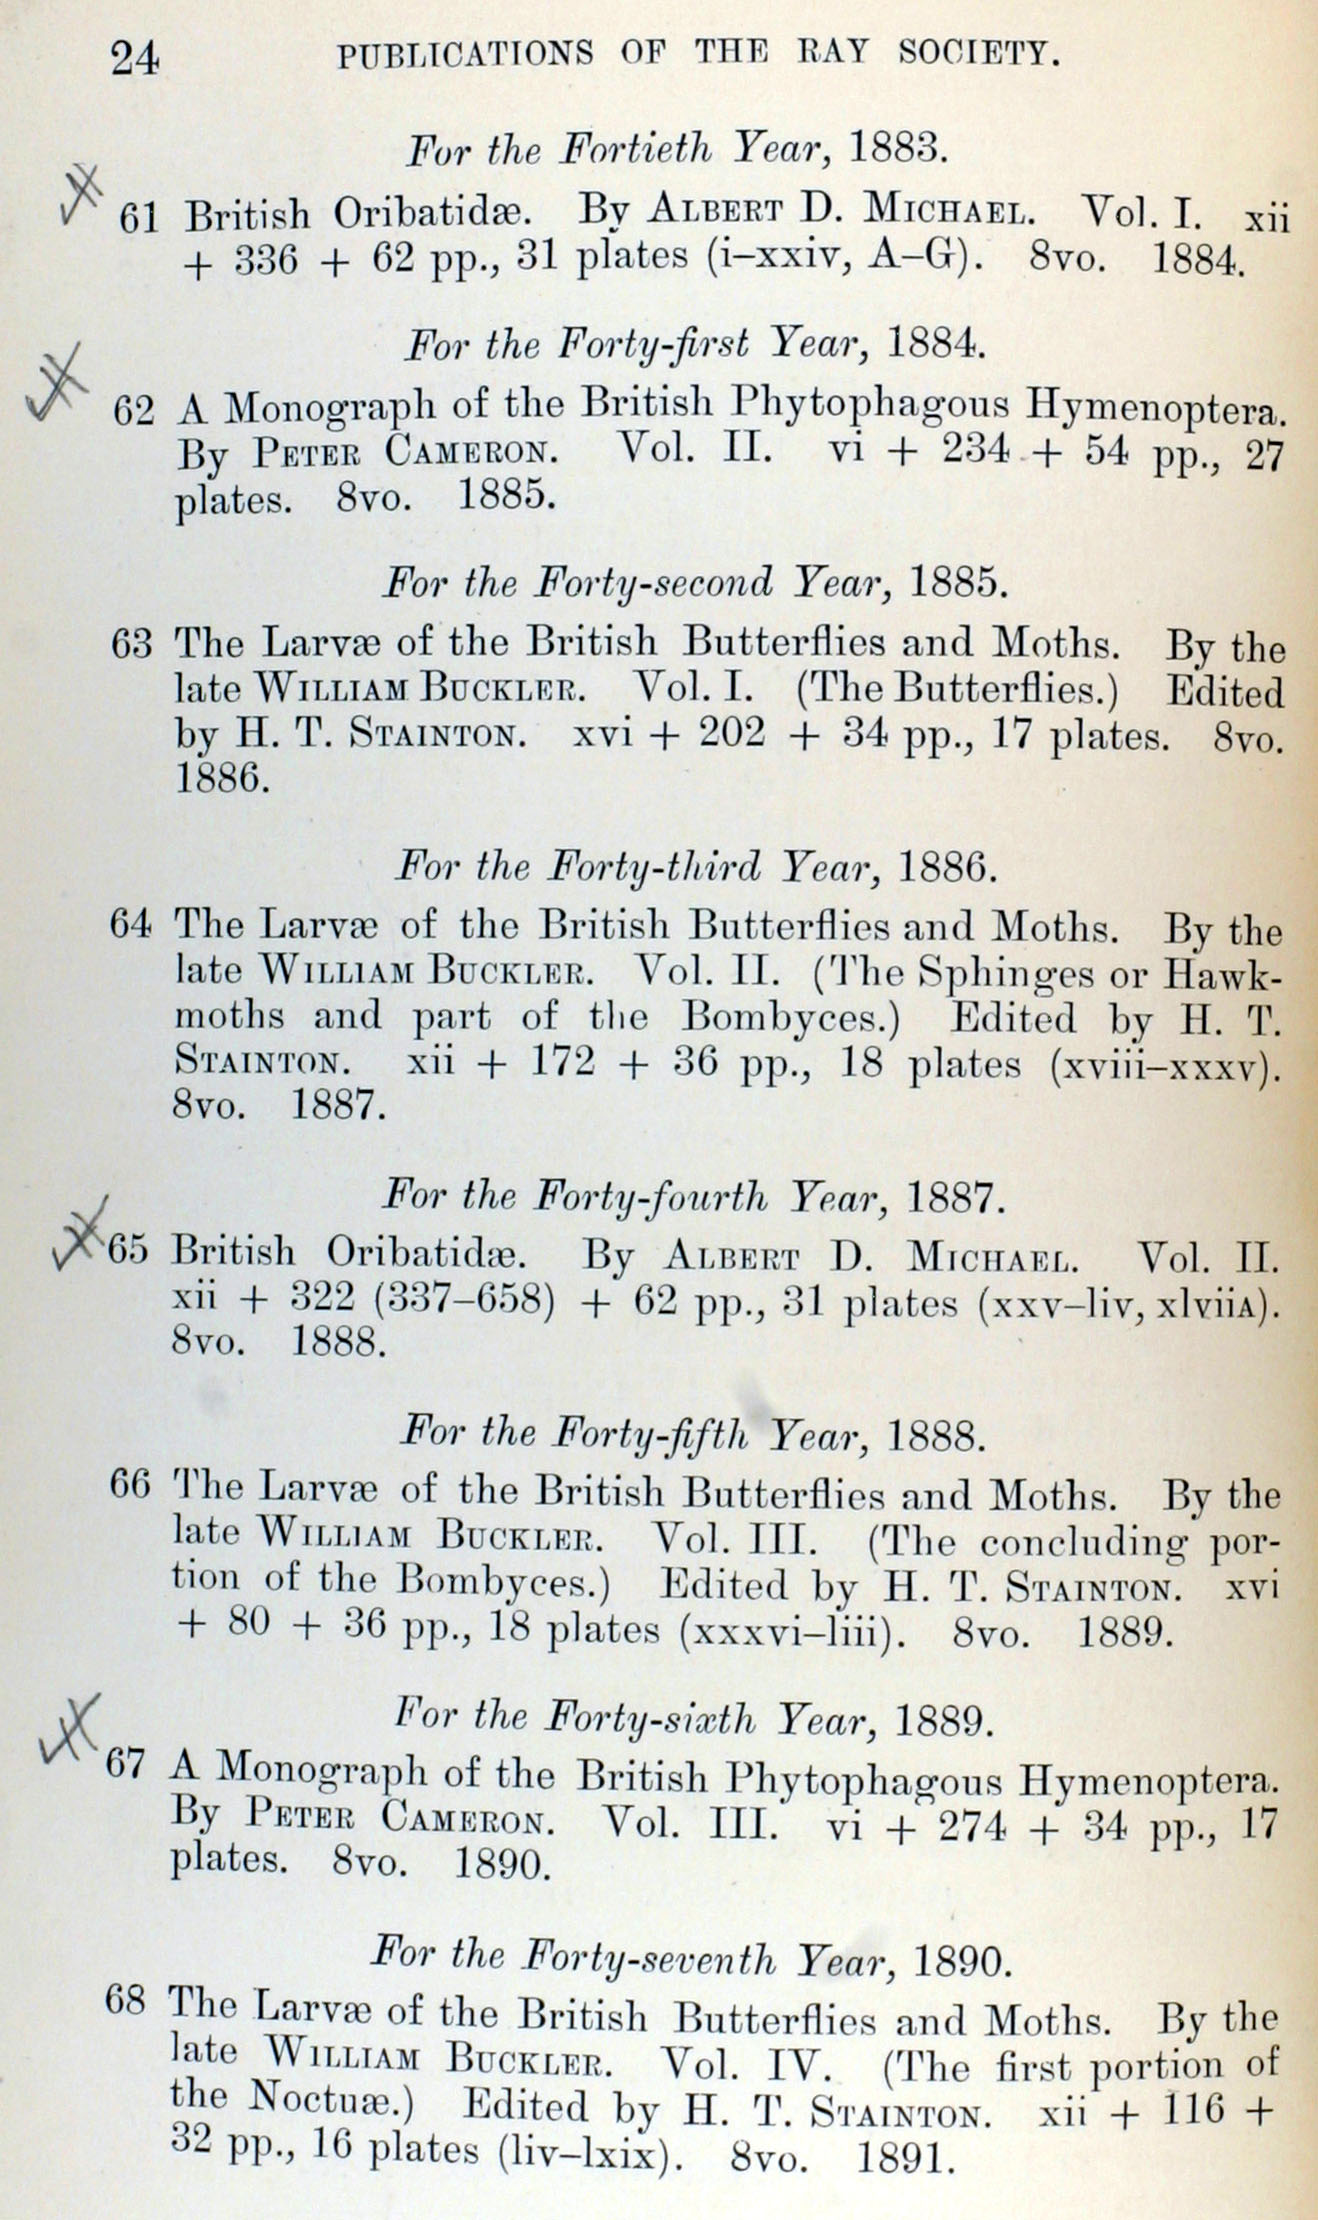 24 PUBLICATIONS OF THE RAY SOCIETY.
For the Fortieth Year, 1883.
61 British Oribatidæ. By ALBERT D. MICHAEL. Vol. I. xii
+ 336 + 62 pp., 31 plates (i–xxiv, A–G). 8vo. 1884.
For the Forty-first Year, 1884.
62 A Monograph of the British Phytophagous Hymenoptera.
By PETER CAMERON. Vol. II. vi + 234 + 54 pp., 27
plates. 8vo. 1885.
For the Forty-second Year, 1885.
63 The Larvæ of the British Butterflies and Moths. By the
late WILLIAM BUCKLER. Vol. I. (The Butterflies.) Edited
by H. T. STAINTON. xvi + 202 + 34 pp., 17 plates. 8vo.
1886.
For the Forty-third Year, 1886.
64 The Larvæ of the British Butterflies and Moths. By the
late WILLIAM BUCKLER. Vol. II. (The Sphinges or Hawk-
moths and part of the Bombyces.) Edited by H. T.
STAINTON. xii + 172 + 36 pp., 18 plates (xviii–xxxv).
8vo. 1887.
For the Forty-fourth Year, 1887.
65 British Oribatidæ. By ALBERT D. MICHAEL. Vol. II.
xii + 322 (337–658) + 62 pp., 31 plates (xxv–liv, xlviiA).
8vo. 1888.
For the Forty-fifth Year, 1888.
66 The Larvæ of the British Butterflies and Moths. By the
late WILLIAM BUCKLER. Vol. III. (The concluding por-
tion of the Bombyces.) Edited by H. T. STAINTON. xvi
+ 80 + 36 pp., 18 plates (xxxvi–liii). 8vo. 1889.
For the Forty-sixth Year, 1889.
67 A Monograph of the British Phytophagous Hymenoptera.
By PETER CAMERON. Vol. III. vi + 274 + 34 pp., 17
plates. 8vo. 1890.
For the Forty-seventh Year, 1890.
68 The Larvæ of the British Butterflies and Moths. By the
late WILLIAM BUCKLER. Vol. IV. (The first portion of
the Noctuæ.) Edited by H. T. STAINTON. xii + 116 +
32 pp., 16 plates (liv–lxix). 8vo. 1891.